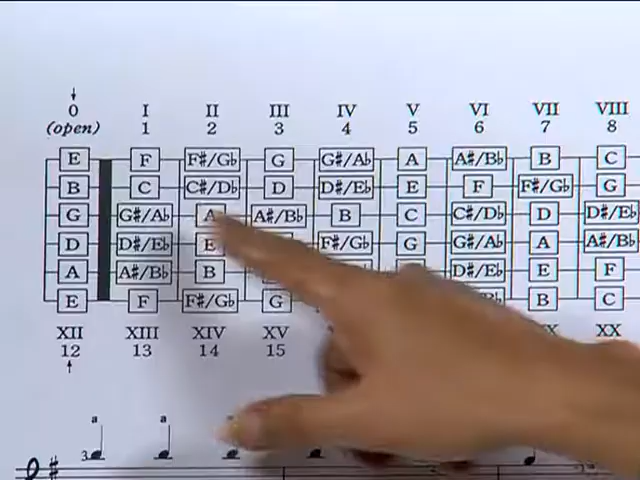 0 I II III IV V VI VII VIII
(open) 1 2 3 4 5 6 7 8
E F F#/G♭ G G#/A♭ A A#/B♭ B C
B C C#/D♭ D D#/E♭ E F F#/G♭ G
G G#/A♭ A A#/B♭ B C C#/D♭ D D#/E♭
D D#/E♭ E F#/G♭ G G#/A♭ A A#/B♭
A A#/B♭ B D#/E♭ E F
E F F#/G♭ G B C
XII XIII XIV XV XX
12 13 14 15
a a
3